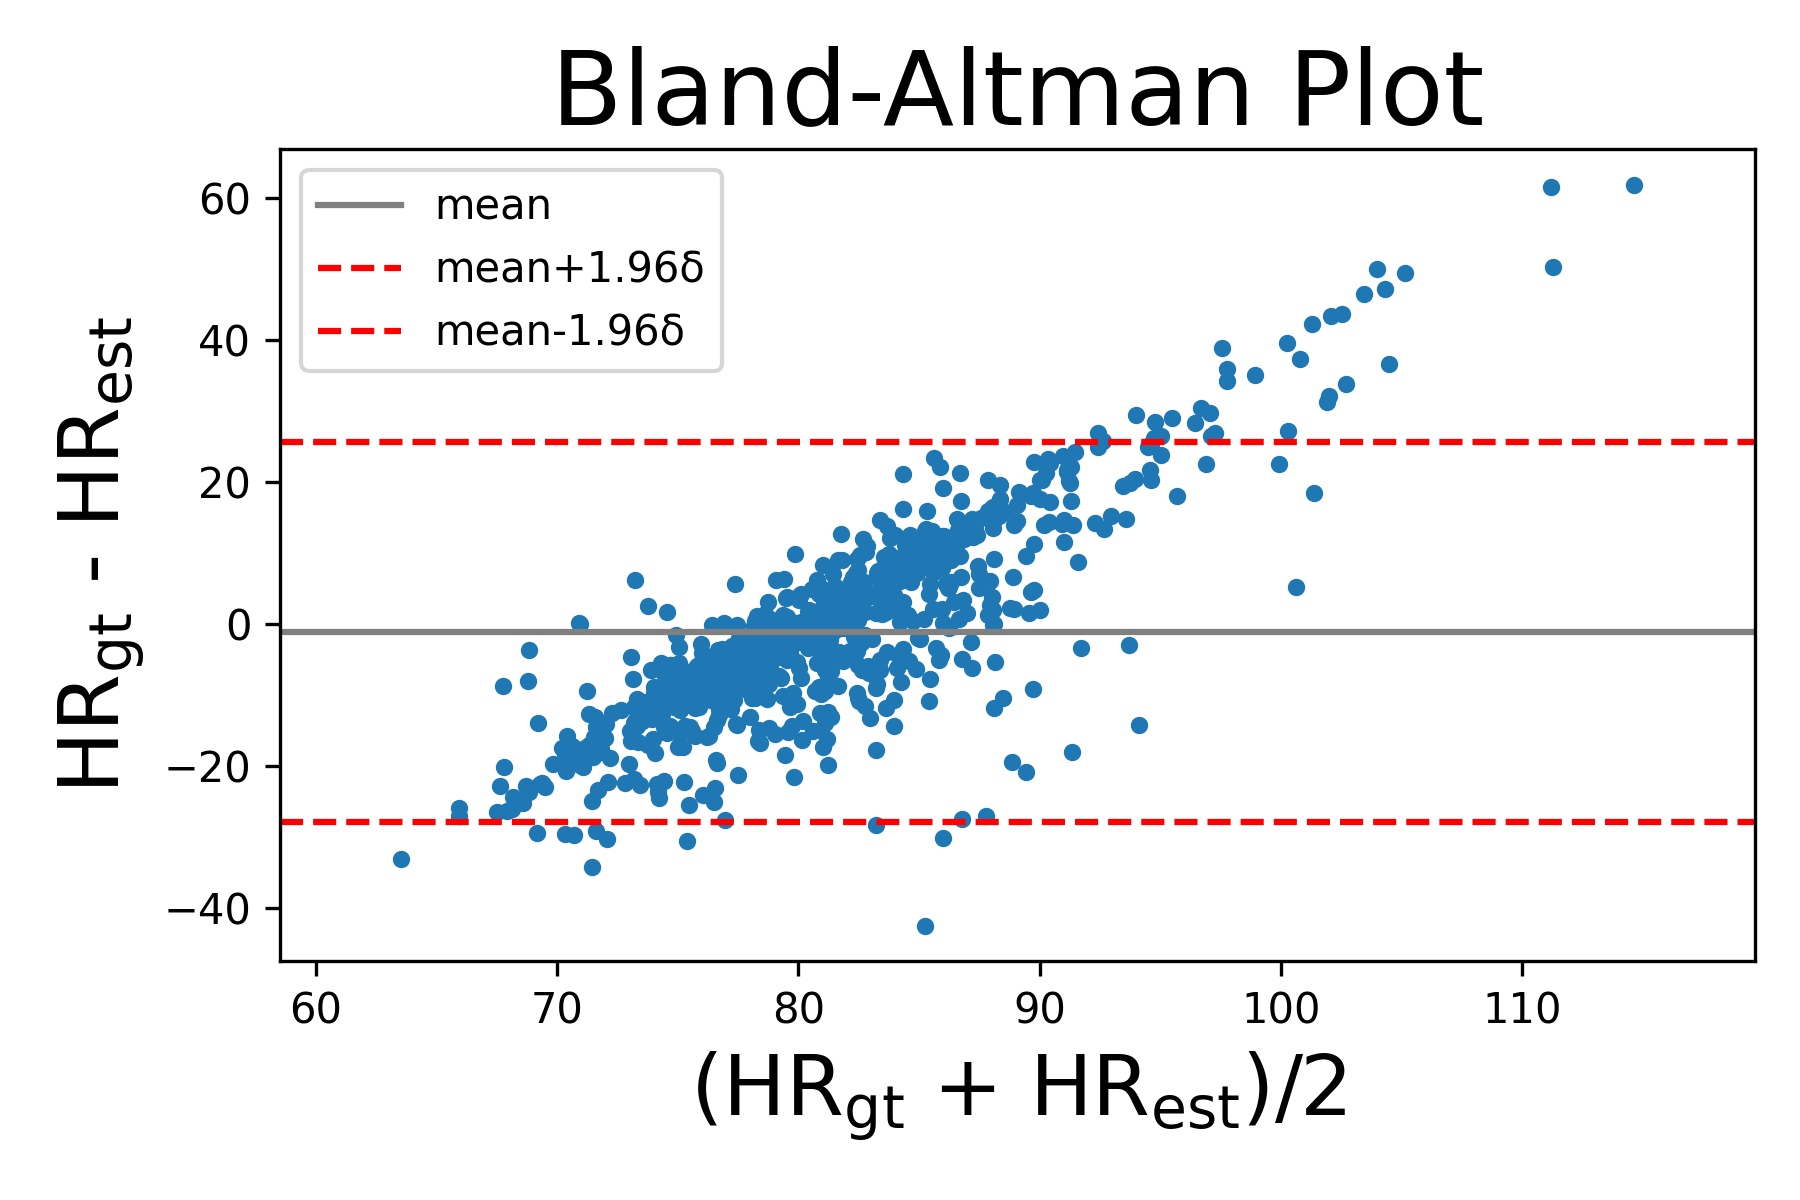 Bland-Altman Plot
mean
mean+1.96δ
mean-1.96δ
60
40
20
0
−20
−40
HRgt - HRest
60 70 80 90 100 110
(HRgt + HRest)/2